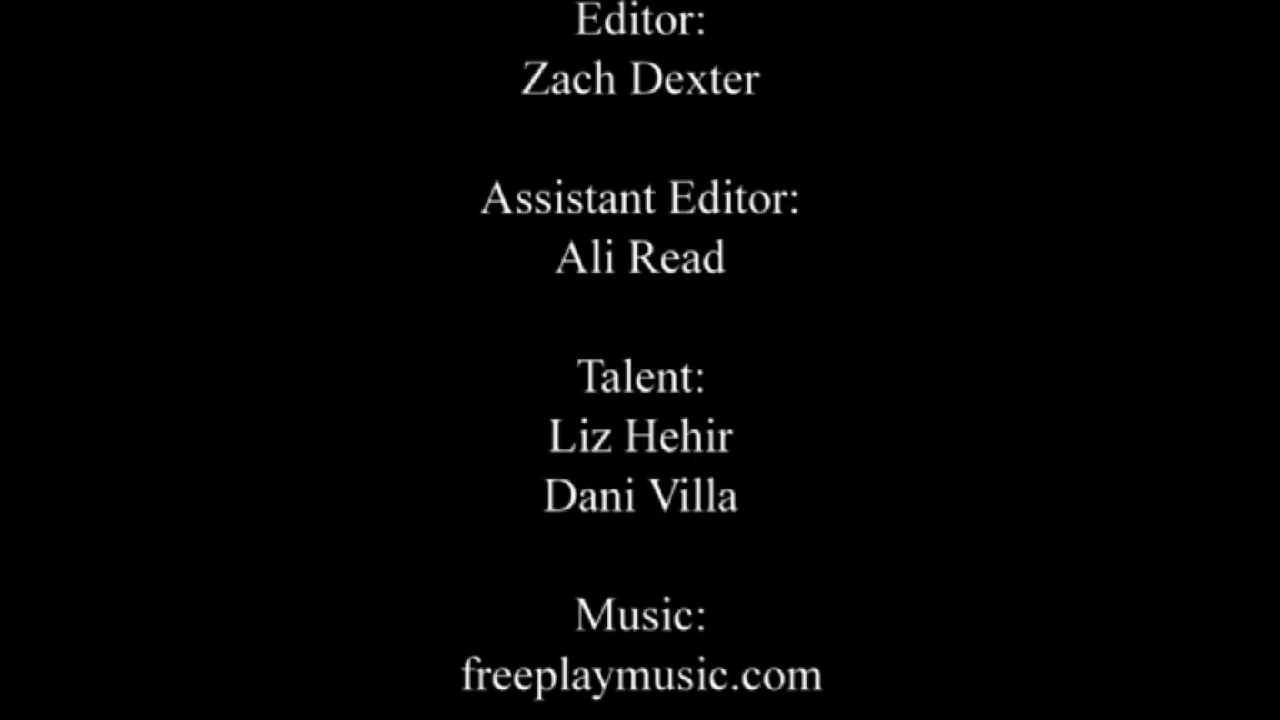 Editor:
Zach Dexter
Assistant Editor:
Ali Read
Talent:
Liz Hehir
Dani Villa
Music:
freeplaymusic.com